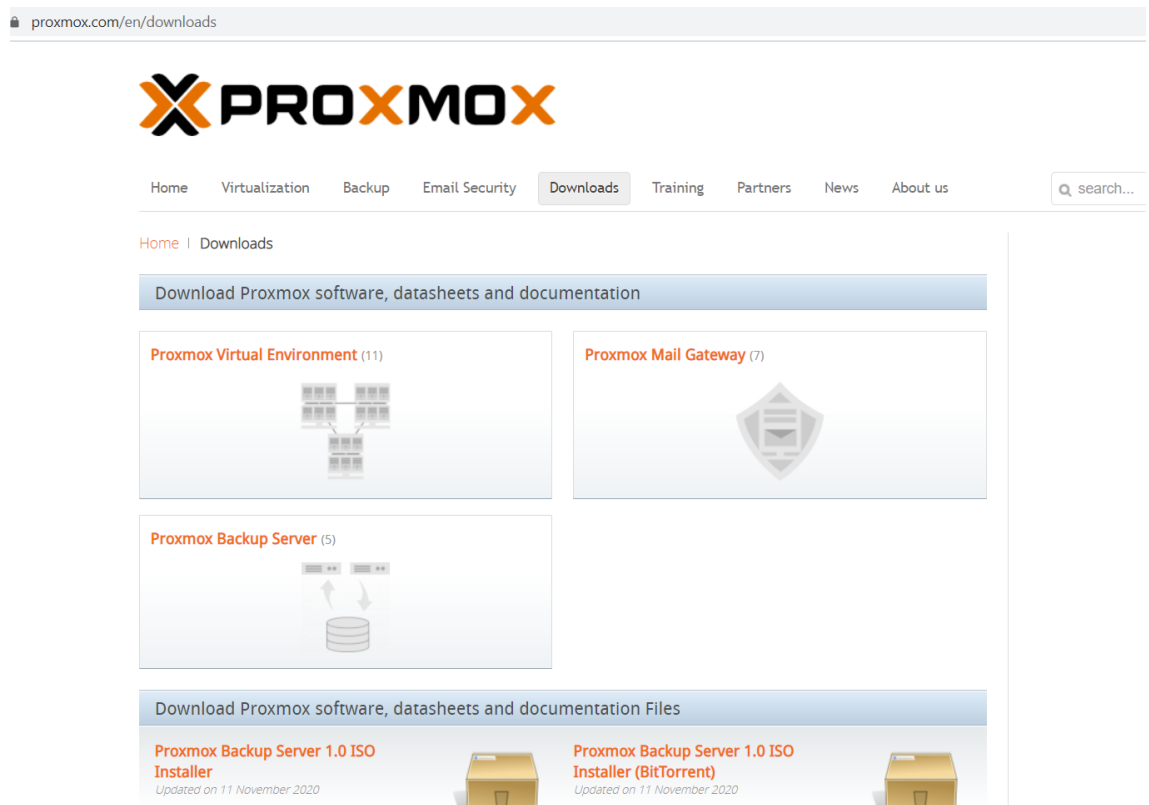 proxmox.com/en/downloads
PROXMOX
Home Virtualization Backup Email Security Downloads Training Partners News About us search...
Home | Downloads
Download Proxmox software, datasheets and documentation
Proxmox Virtual Environment (11)
Proxmox Mail Gateway (7)
Proxmox Backup Server (5)
Download Proxmox software, datasheets and documentation Files
Proxmox Backup Server 1.0 ISO
Installer
Updated on 11 November 2020
Proxmox Backup Server 1.0 ISO
Installer (BitTorrent)
Updated on 11 November 2020